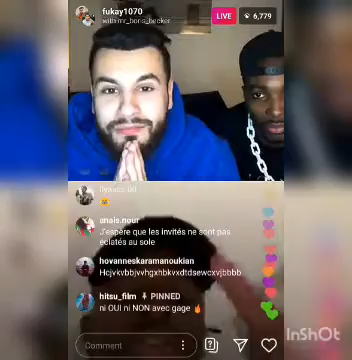 fukay1070
with mr_boris_becker
LIVE
6,779
anais.nour
J'espère que les invités ne sont pas
éclatés au sole
hovanneskaramanoukian
Hcjvkvbbjvvhgxhbkvxdtdsewcxvjbbbb
hitsu_film PINNED
ni OUI ni NON avec gage 🔥
Comment
InShOt